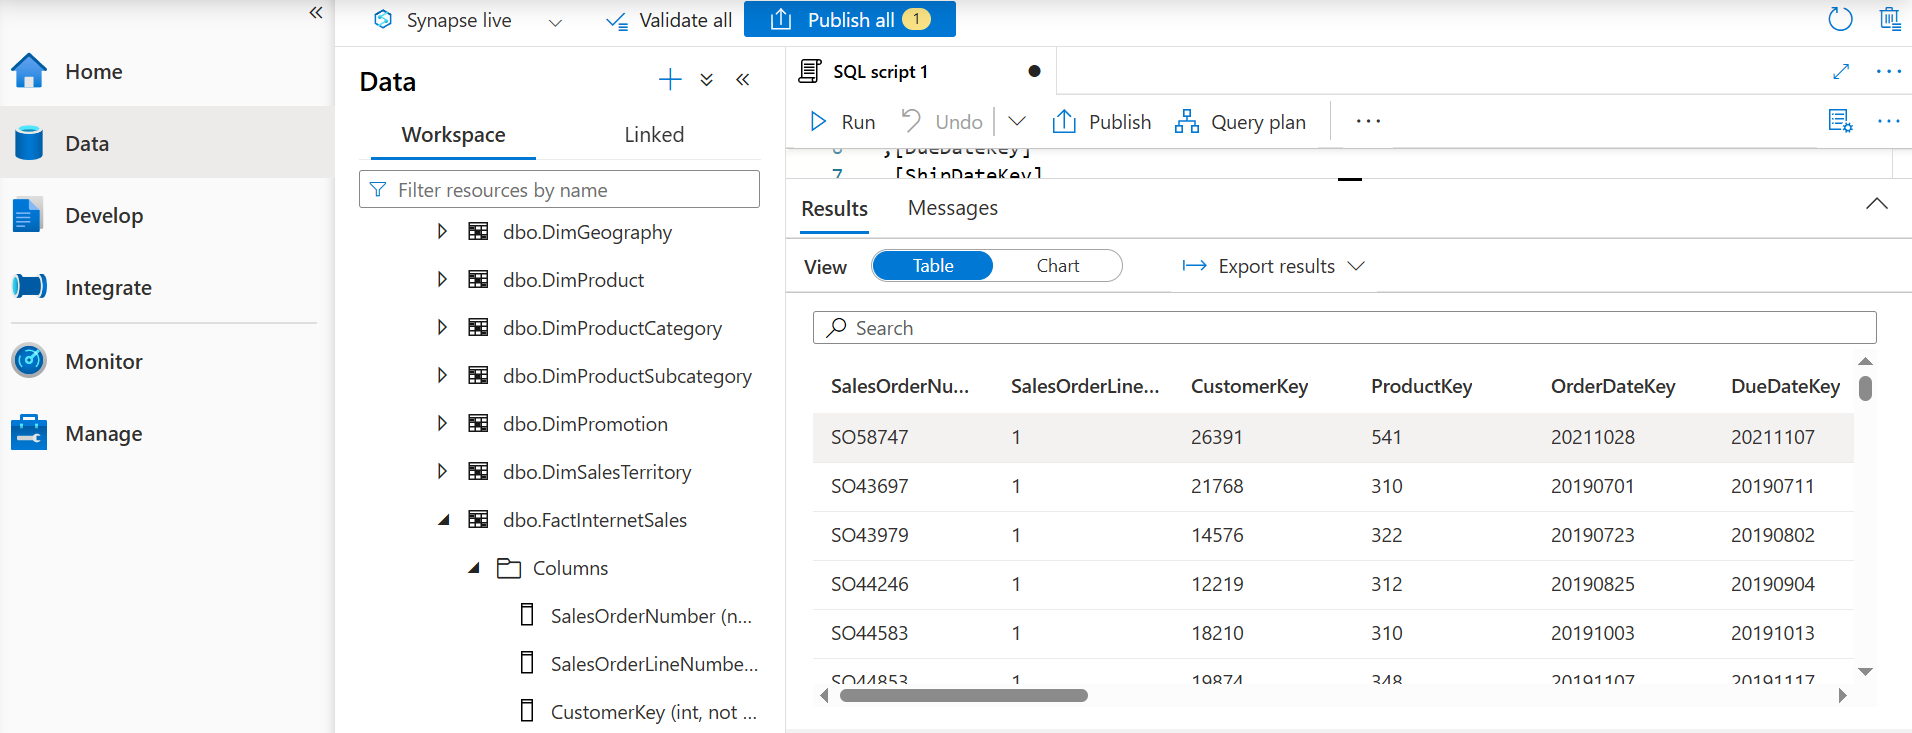 «
Synapse live
Validate all
Publish all 1
Home
Data
Develop
Integrate
Monitor
Manage
Data
Workspace Linked
Filter resources by name
dbo.DimGeography
dbo.DimProduct
dbo.DimProductCategory
dbo.DimProductSubcategory
dbo.DimPromotion
dbo.DimSalesTerritory
dbo.FactInternetSales
Columns
SalesOrderNumber (n...
SalesOrderLineNumbe...
CustomerKey (int, not ...
SQL script 1
Run Undo Publish Query plan ...
6 ,[DueDateKey]
7 ,[ShipDateKey]
Results Messages
View Table Chart Export results
Search
SalesOrderNu... SalesOrderLine... CustomerKey ProductKey OrderDateKey DueDateKey
SO58747 1 26391 541 20211028 20211107
SO43697 1 21768 310 20190701 20190711
SO43979 1 14576 322 20190723 20190802
SO44246 1 12219 312 20190825 20190904
SO44583 1 18210 310 20191003 20191013
SO44853 1 19874 348 20191107 20191117